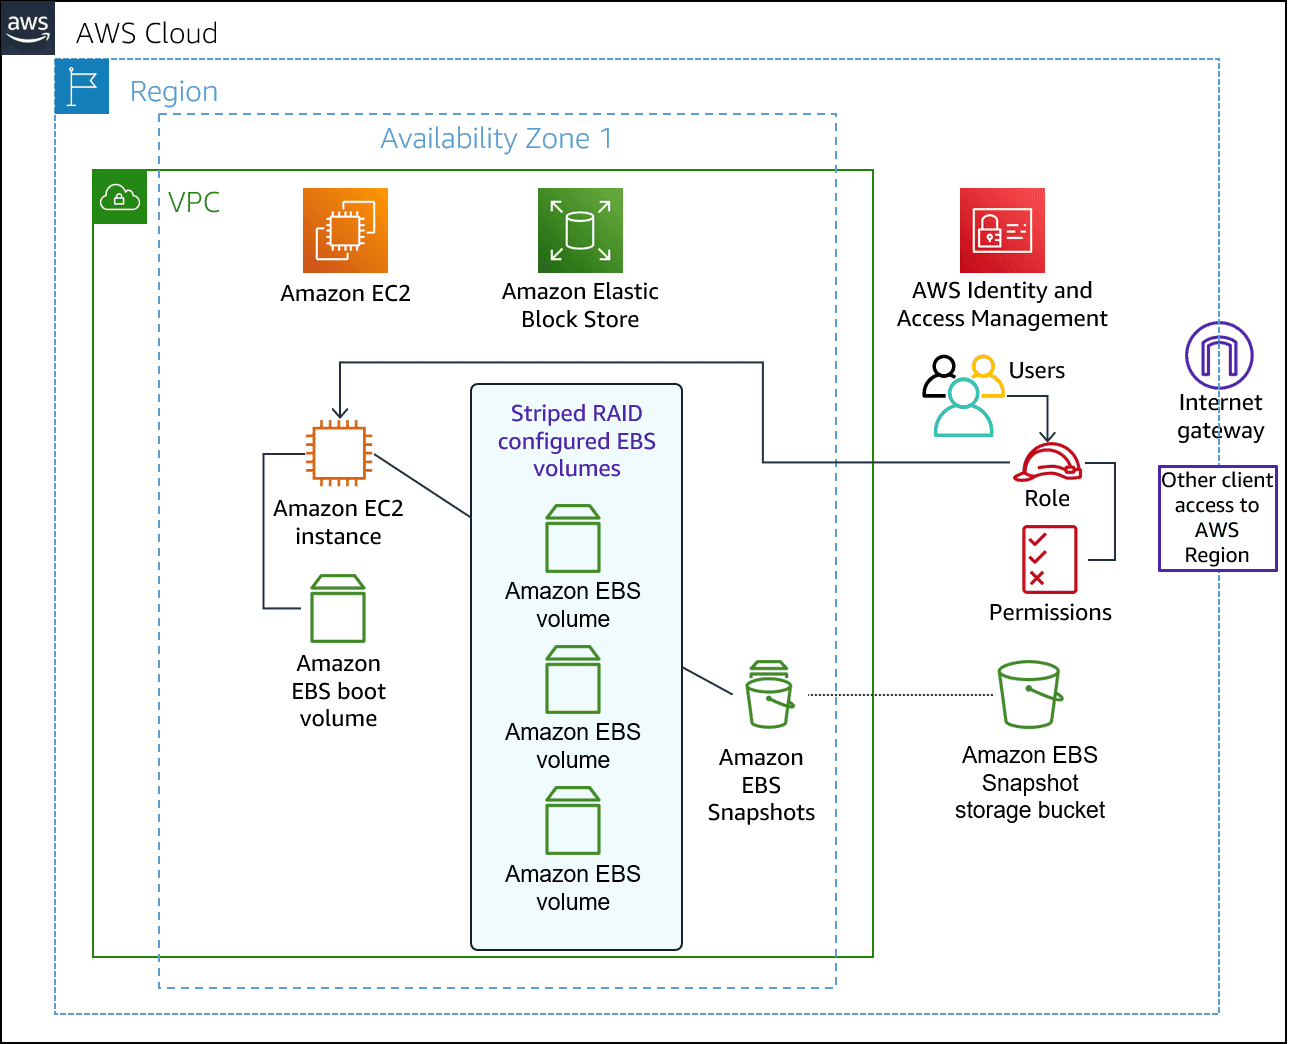 aws
AWS Cloud
Region
Availability Zone 1
VPC
Amazon EC2
Amazon Elastic
Block Store
AWS Identity and
Access Management
Users
Internet
gateway
Striped RAID
configured EBS
volumes
Role
Other client
access to
AWS
Region
Amazon EC2
instance
Amazon EBS
volume
Permissions
Amazon
EBS boot
volume
Amazon EBS
volume
Amazon
EBS
Snapshots
Amazon EBS
Snapshot
storage bucket
Amazon EBS
volume